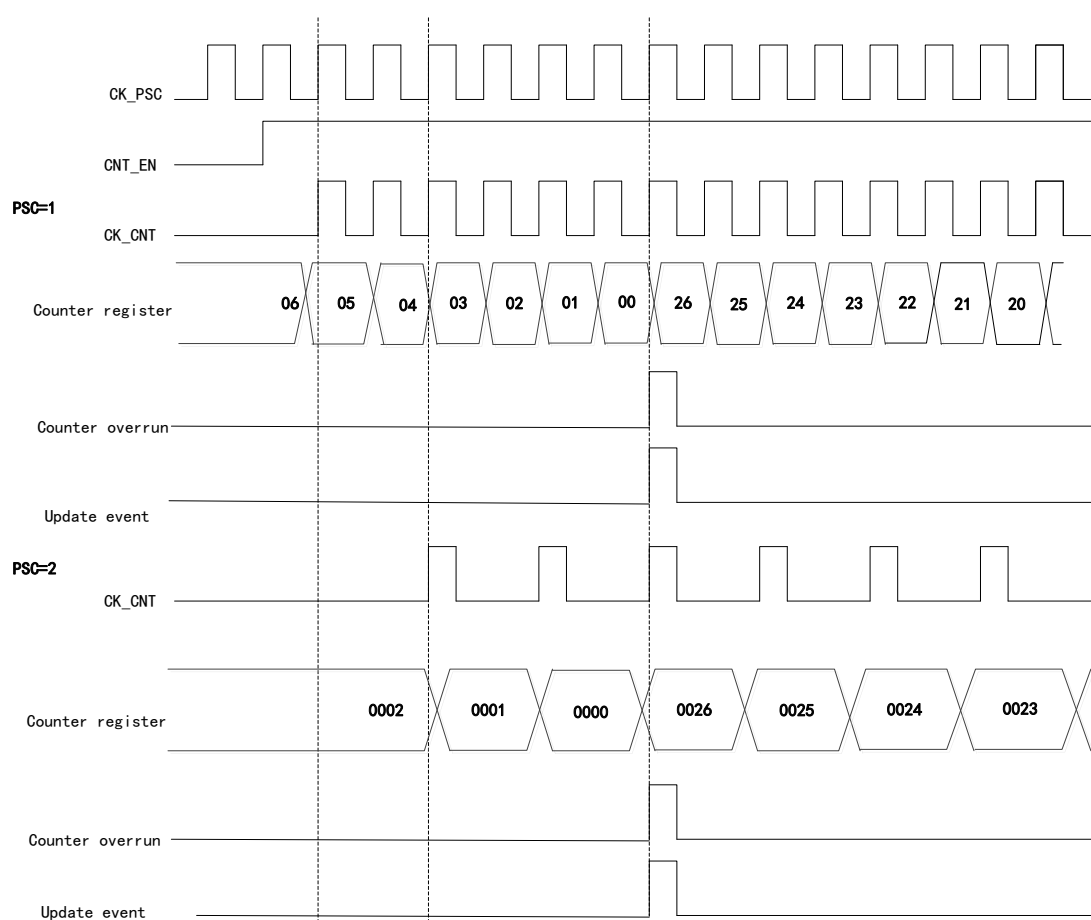 CK_PSC
CNT_EN
PSC=1
CK_CNT
Counter register 06 05 04 03 02 01 00 26 25 24 23 22 21 20
Counter overrun
Update event
PSC=2
CK_CNT
Counter register 0002 0001 0000 0026 0025 0024 0023
Counter overrun
Update event